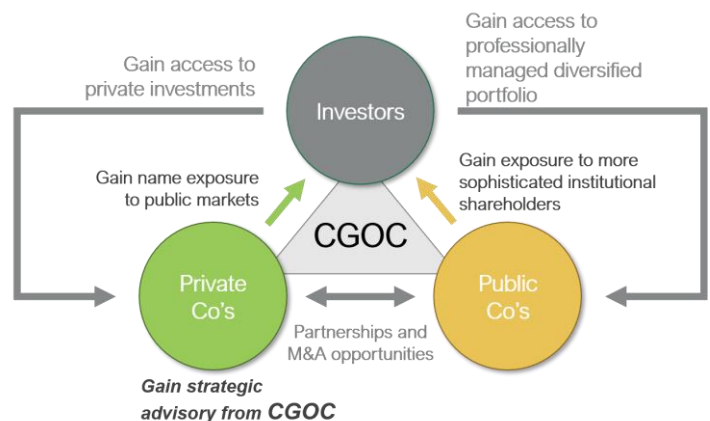 Gain access to
private investments
Investors
Gain access to
professionally
managed diversified
portfolio
Gain name exposure
to public markets
Gain exposure to more
sophisticated institutional
shareholders
CGOC
Private
Co's
Public
Co's
Partnerships and
M&A opportunities
Gain strategic
advisory from CGOC